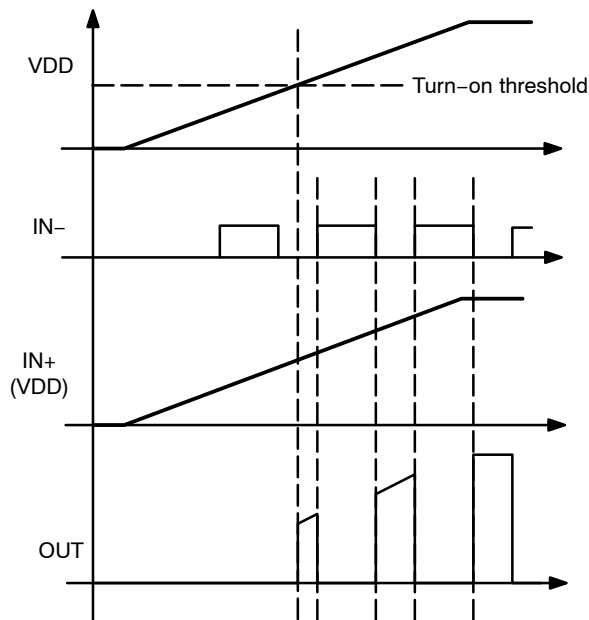 VDD
Turn−on threshold
IN−
IN+
(VDD)
OUT